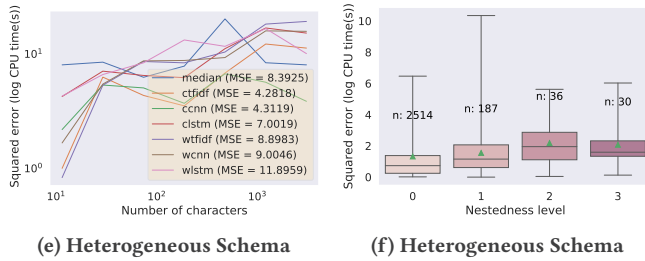 Squared error (log CPU time(s))
10¹
10⁰
median (MSE = 8.3925)
ctfidf (MSE = 4.2818)
ccnn (MSE = 4.3119)
clstm (MSE = 7.0019)
wtfidf (MSE = 8.8983)
wcnn (MSE = 9.0046)
wlstm (MSE = 11.8959)
10¹ 10² 10³
Number of characters
(e) Heterogeneous Schema
Squared error (log CPU time(s))
10
8
6
4
2
0
n: 2514
n: 187
n: 36
n: 30
0 1 2 3
Nestedness level
(f) Heterogeneous Schema